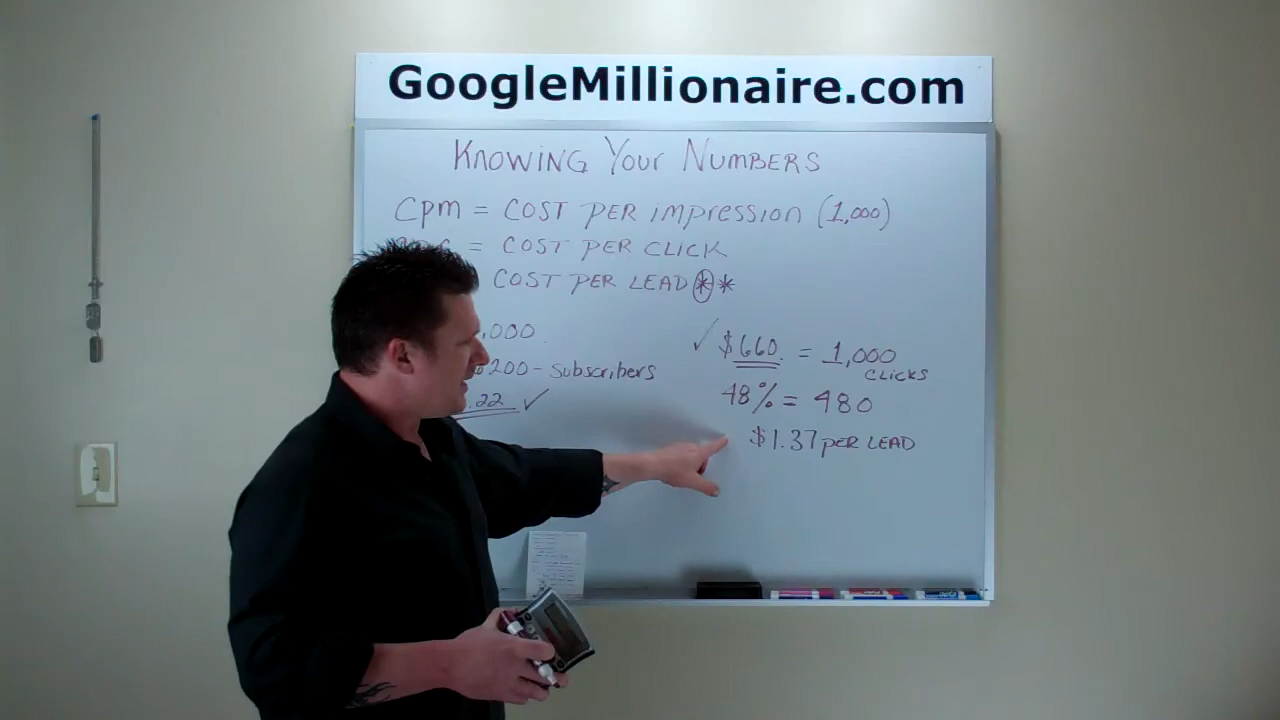 GoogleMillionaire.com
KNOWING YOUR NUMBERS
CPM = COST PER IMPRESSION (1,000)
= COST PER CLICK
COST PER LEAD **
,000
200 - SUBSCRIBERS
.22 ✓
✓ $660. = 1,000
CLICKS
48% = 480
$1.37 PER LEAD